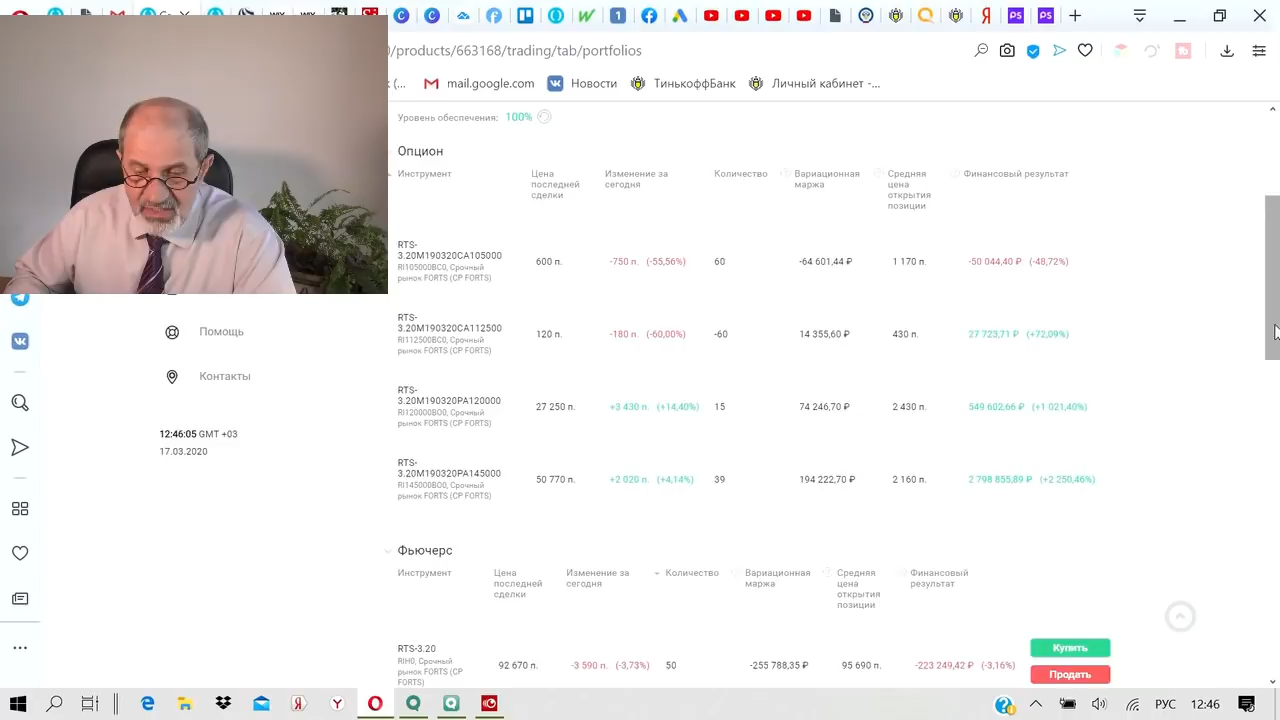 /products/663168/trading/tab/portfolios
mail.google.com Новости ТинькоффБанк Личный кабинет -...
Уровень обеспечения: 100%
Опцион
Инструмент Цена последней сделки Изменение за сегодня Количество Вариационная маржа Средняя цена открытия позиции Финансовый результат
RTS-
3.20M190320CA105000
RI105000BC0, Срочный
рынок FORTS (СР FORTS)
600 п. -750 п. (-55,56%) 60 -64 601,44 ₽ 1 170 п. -50 044,40 ₽ (-48,72%)
RTS-
3.20M190320CA112500
RI112500BC0, Срочный
рынок FORTS (СР FORTS)
120 п. -180 п. (-60,00%) -60 14 355,60 ₽ 430 п. 27 723,71 ₽ (+72,09%)
RTS-
3.20M190320PA120000
RI120000BO0, Срочный
рынок FORTS (СР FORTS)
27 250 п. +3 430 п. (+14,40%) 15 74 246,70 ₽ 2 430 п. 549 602,66 ₽ (+1 021,40%)
RTS-
3.20M190320PA145000
RI145000BO0, Срочный
рынок FORTS (СР FORTS)
50 770 п. +2 020 п. (+4,14%) 39 194 222,70 ₽ 2 160 п. 2 798 855,89 ₽ (+2 250,46%)
Фьючерс
Инструмент Цена последней сделки Изменение за сегодня Количество Вариационная маржа Средняя цена открытия позиции Финансовый результат
RTS-3.20
RIH0, Срочный
рынок FORTS (СР
FORTS)
92 670 п. -3 590 п. (-3,73%) 50 -255 788,35 ₽ 95 690 п. -223 249,42 ₽ (-3,16%)
Купить
Продать
Помощь
Контакты
12:46:05 GMT +03
17.03.2020
РУС 12:46